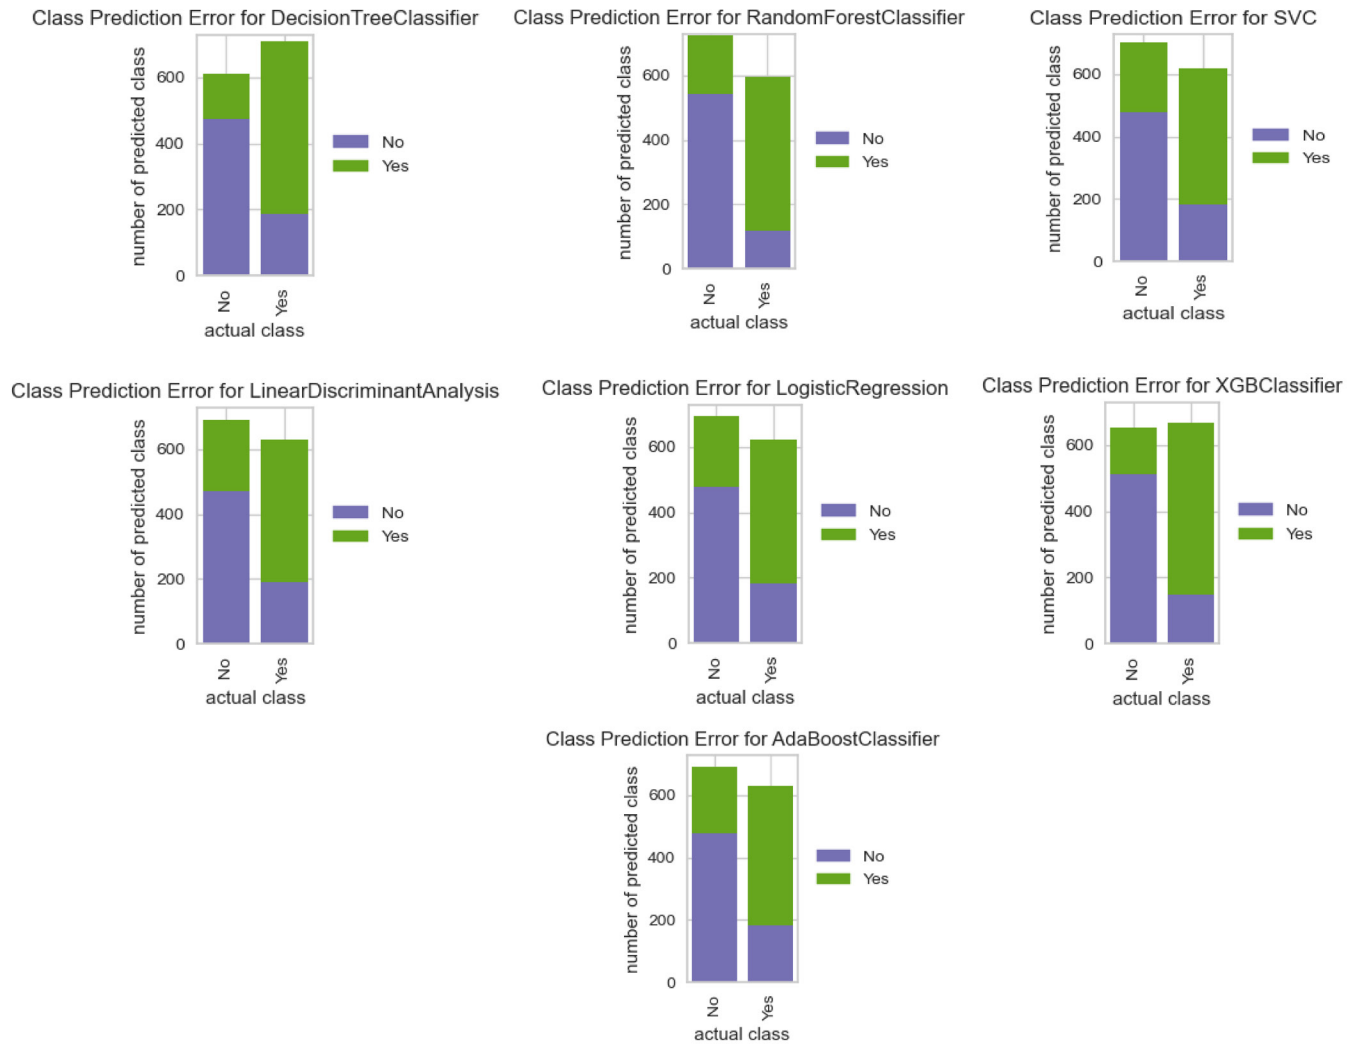 Class Prediction Error for DecisionTreeClassifier
number of predicted class
600
400
200
0
No
Yes
actual class
No
Yes
Class Prediction Error for RandomForestClassifier
number of predicted class
600
400
200
0
No
Yes
actual class
No
Yes
Class Prediction Error for SVC
number of predicted class
600
400
200
0
No
Yes
actual class
No
Yes
Class Prediction Error for LinearDiscriminantAnalysis
number of predicted class
600
400
200
0
No
Yes
actual class
No
Yes
Class Prediction Error for LogisticRegression
number of predicted class
600
400
200
0
No
Yes
actual class
No
Yes
Class Prediction Error for XGBClassifier
number of predicted class
600
400
200
0
No
Yes
actual class
No
Yes
Class Prediction Error for AdaBoostClassifier
number of predicted class
600
400
200
0
No
Yes
actual class
No
Yes